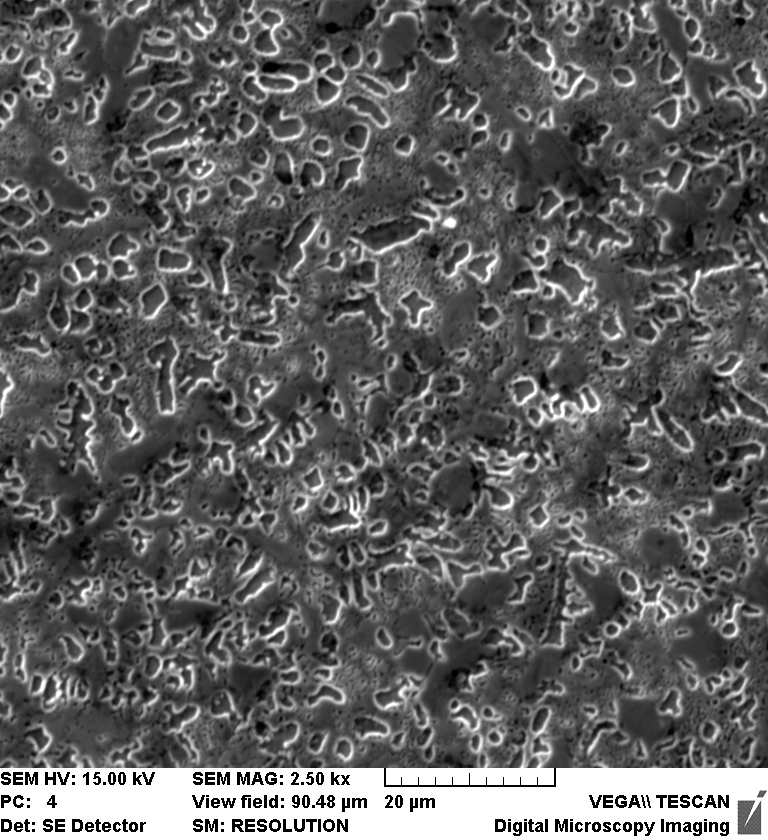 SEM HV: 15.00 kV
SEM MAG: 2.50 kx
PC: 4
View field: 90.48 µm
20 µm
VEGA\\ TESCAN
Det: SE Detector
SM: RESOLUTION
Digital Microscopy Imaging